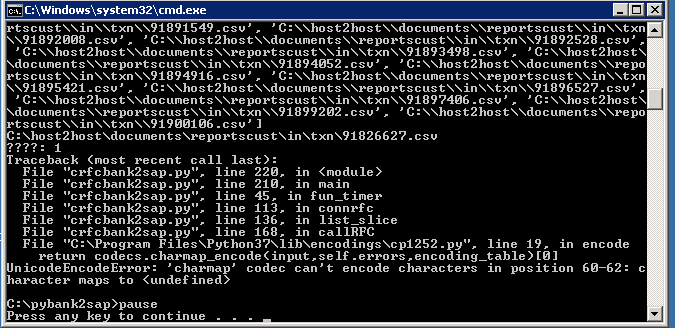 C:\Windows\system32\cmd.exe
rtscust\\in\\txn\\91891549.csv', 'C:\\host2host\\documents\\reportscust\\in\\txn
\\91892008.csv', 'C:\\host2host\\documents\\reportscust\\in\\txn\\91892528.csv',
 'C:\\host2host\\documents\\reportscust\\in\\txn\\91893498.csv', 'C:\\host2host\
\documents\\reportscust\\in\\txn\\91894052.csv', 'C:\\host2host\\documents\\repo
rtscust\\in\\txn\\91894916.csv', 'C:\\host2host\\documents\\reportscust\\in\\txn
\\91895421.csv', 'C:\\host2host\\documents\\reportscust\\in\\txn\\91896527.csv',
 'C:\\host2host\\documents\\reportscust\\in\\txn\\91897406.csv', 'C:\\host2host\
\documents\\reportscust\\in\\txn\\91899202.csv', 'C:\\host2host\\documents\\repo
rtscust\\in\\txn\\91900106.csv']
C:\host2host\documents\reportscust\in\txn\91826627.csv
????: 1
Traceback (most recent call last):
  File "crfcbank2sap.py", line 220, in <module>
  File "crfcbank2sap.py", line 210, in main
  File "crfcbank2sap.py", line 45, in fun_timer
  File "crfcbank2sap.py", line 113, in connrfc
  File "crfcbank2sap.py", line 136, in list_slice
  File "crfcbank2sap.py", line 168, in callRFC
  File "C:\Program Files\Python37\lib\encodings\cp1252.py", line 19, in encode
    return codecs.charmap_encode(input,self.errors,encoding_table)[0]
UnicodeEncodeError: 'charmap' codec can't encode characters in position 60-62: c
haracter maps to <undefined>

C:\pybank2sap>pause
Press any key to continue . . .